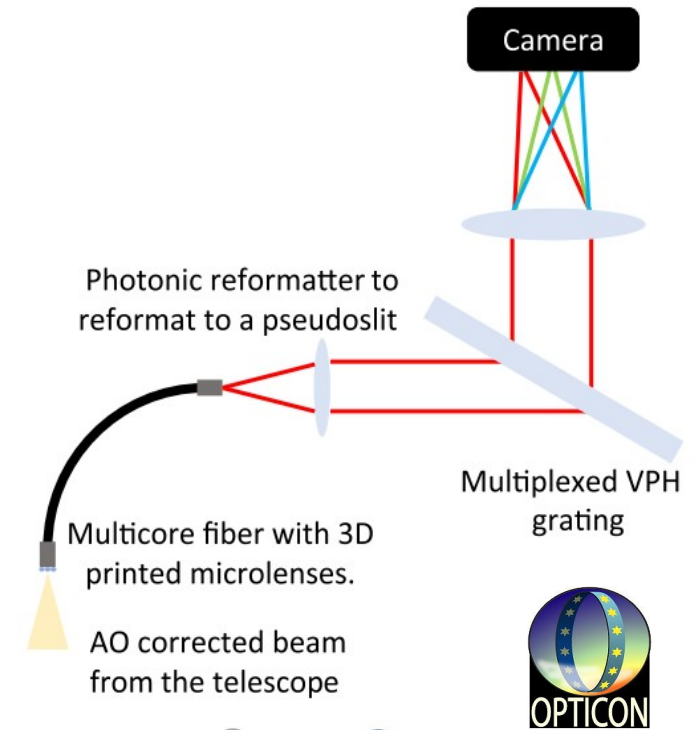 Camera
Photonic reformatter to
reformat to a pseudoslit
Multiplexed VPH
grating
Multicore fiber with 3D
printed microlenses.
AO corrected beam
from the telescope
OPTICON